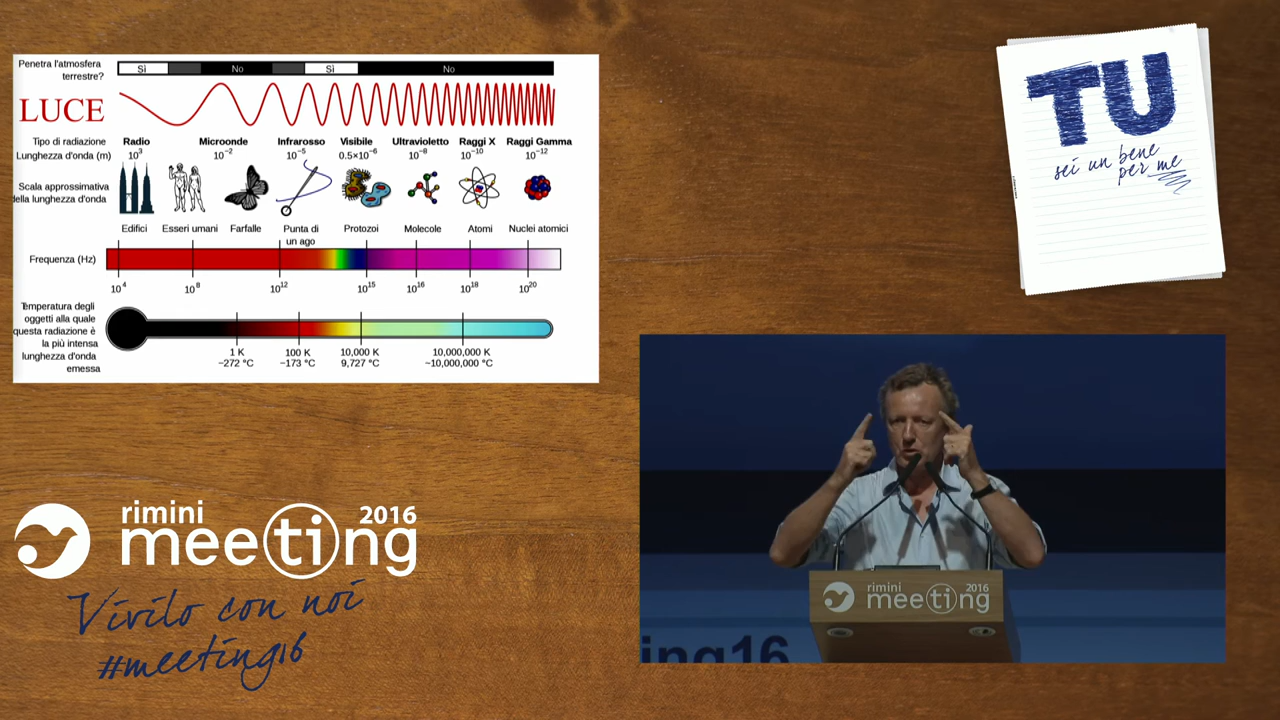 Penetra l'atmosfera
terrestre?
Sì
No
Sì
No
LUCE
Tipo di radiazione
Radio
Microonde
Infrarosso
Visibile
Ultravioletto
Raggi X
Raggi Gamma
Lunghezza d'onda (m)
10³
10⁻²
10⁻⁵
0.5×10⁻⁶
10⁻⁸
10⁻¹⁰
10⁻¹²
Scala approssimativa
della lunghezza d'onda
Edifici
Esseri umani
Farfalle
Punta di
un ago
Protozoi
Molecole
Atomi
Nuclei atomici
Frequenza (Hz)
10⁴
10⁸
10¹²
10¹⁵
10¹⁶
10¹⁸
10²⁰
Temperatura degli
oggetti alla quale
questa radiazione è
la più intensa
lunghezza d'onda
emessa
1 K
−272 °C
100 K
−173 °C
10,000 K
9,727 °C
10,000,000 K
~10,000,000 °C
TU
sei un bene
per me
rimini
meeting
2016
Vivilo con noi
#meeting16
rimini
meeting
2016
ing16